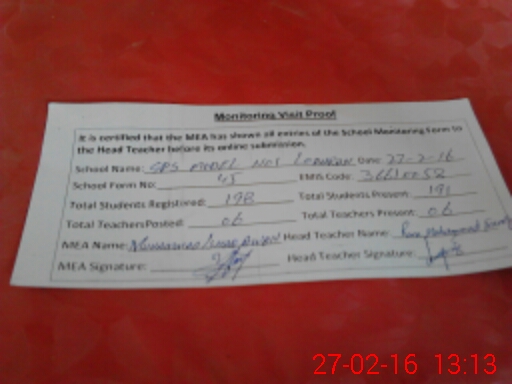 Monitoring Visit Proof
It is certified that the MEA has shown all entries of the School Monitoring Form to
the Head Teacher before its online submission.
School Name: GPS MODEL NO1 Date: 27-2-16
School Form No: 45 EMIS Code:
Total Students Registered: 198 Total Students Present: 191
Total Teachers Posted: 06 Total Teachers Present: 06
MEA Name: Muhammad Head Teacher Name: Muhammad
MEA Signature: Head Teacher Signature:
27-02-16 13:13